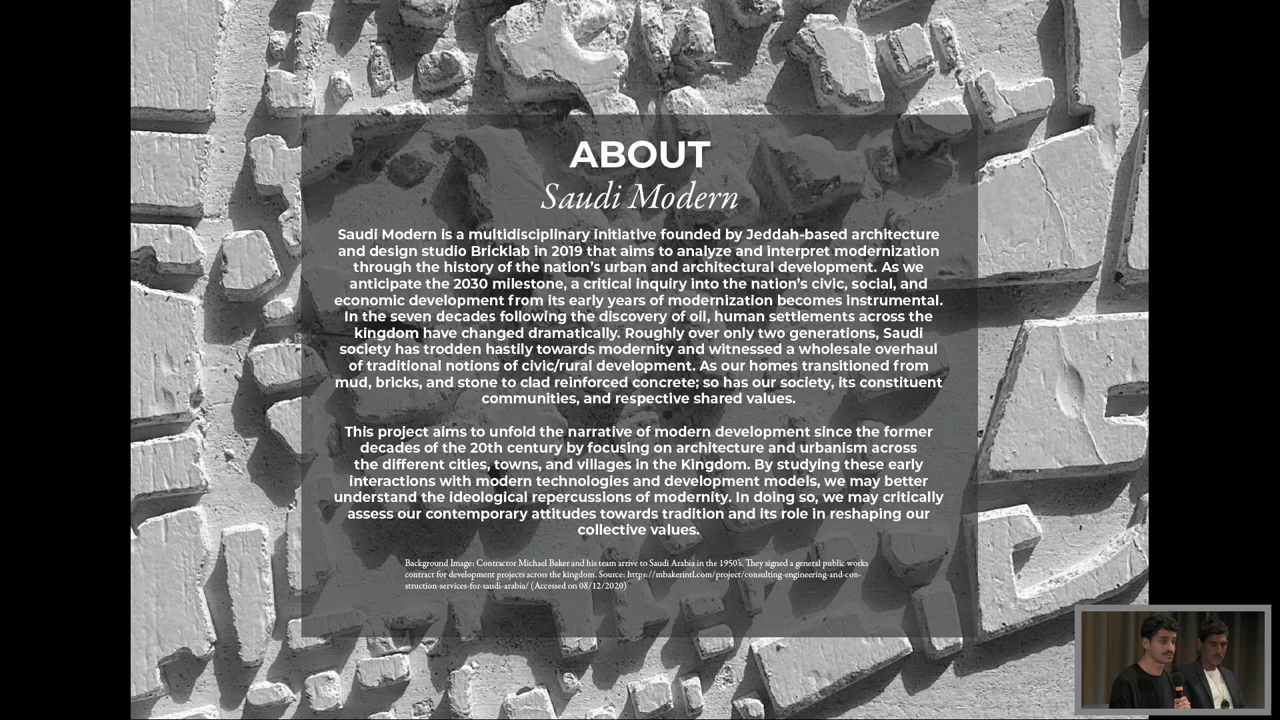 ABOUT
Saudi Modern
Saudi Modern is a multidisciplinary initiative founded by Jeddah-based architecture
and design studio Bricklab in 2019 that aims to analyze and interpret modernization
through the history of the nation’s urban and architectural development. As we
anticipate the 2030 milestone, a critical inquiry into the nation’s civic, social, and
economic development from its early years of modernization becomes instrumental.
In the seven decades following the discovery of oil, human settlements across the
kingdom have changed dramatically. Roughly over only two generations, Saudi
society has trodden hastily towards modernity and witnessed a wholesale overhaul
of traditional notions of civic/rural development. As our homes transitioned from
mud, bricks, and stone to clad reinforced concrete; so has our society, its constituent
communities, and respective shared values.
This project aims to unfold the narrative of modern development since the former
decades of the 20th century by focusing on architecture and urbanism across
the different cities, towns, and villages in the Kingdom. By studying these early
interactions with modern technologies and development models, we may better
understand the ideological repercussions of modernity. In doing so, we may critically
assess our contemporary attitudes towards tradition and its role in reshaping our
collective values.
Background Image: Contractor Michael Baker and his team arrive to Saudi Arabia in the 1950’s. They signed a general public works
contract for development projects across the kingdom. Source: https://mbakerintl.com/project/consulting-engineering-and-con-
struction-services-for-saudi-arabia/ (Accessed on 08/12/2020)